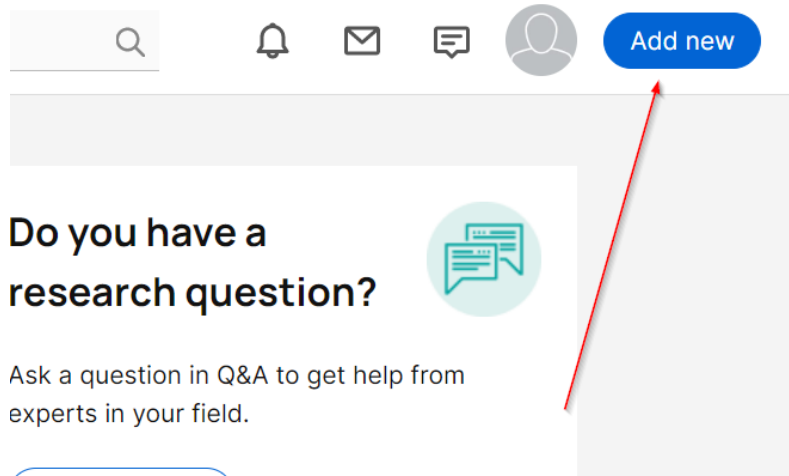 Add new
Do you have a
research question?
Ask a question in Q&A to get help from
experts in your field.